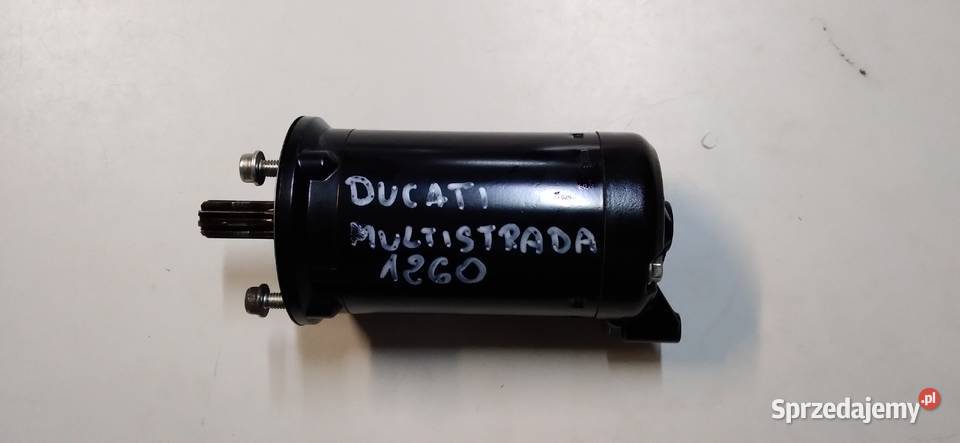 DUCATI
MULTISTRADA
1260
Sprzedajemy.pl